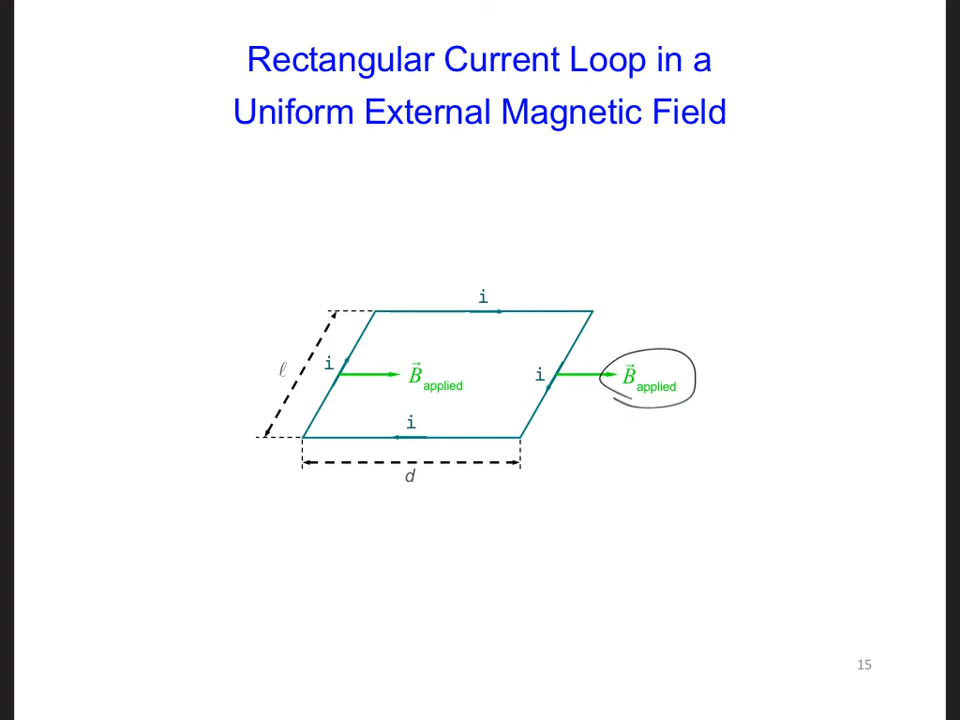 Rectangular Current Loop in a
Uniform External Magnetic Field
i
ℓ
i
B⃗ applied
i
B⃗ applied
i
d
15